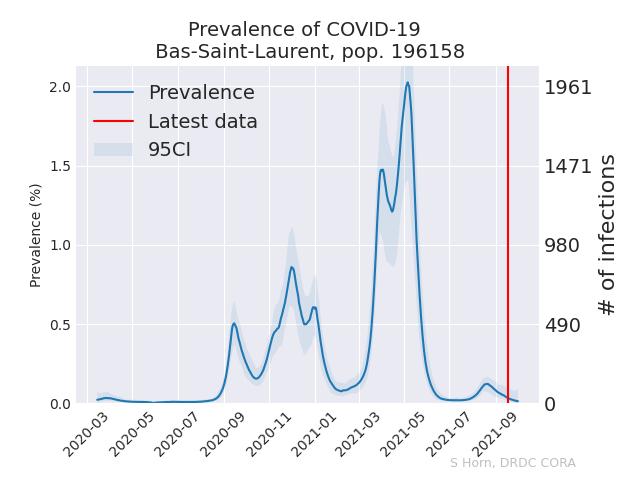 Prevalence of COVID-19
Bas-Saint-Laurent, pop. 196158
Prevalence
Latest data
95CI
Prevalence (%)
2.0
1.5
1.0
0.5
0.0
1961
1471
980
490
0
# of infections
2020-03
2020-05
2020-07
2020-09
2020-11
2021-01
2021-03
2021-05
2021-07
2021-09
S Horn, DRDC CORA